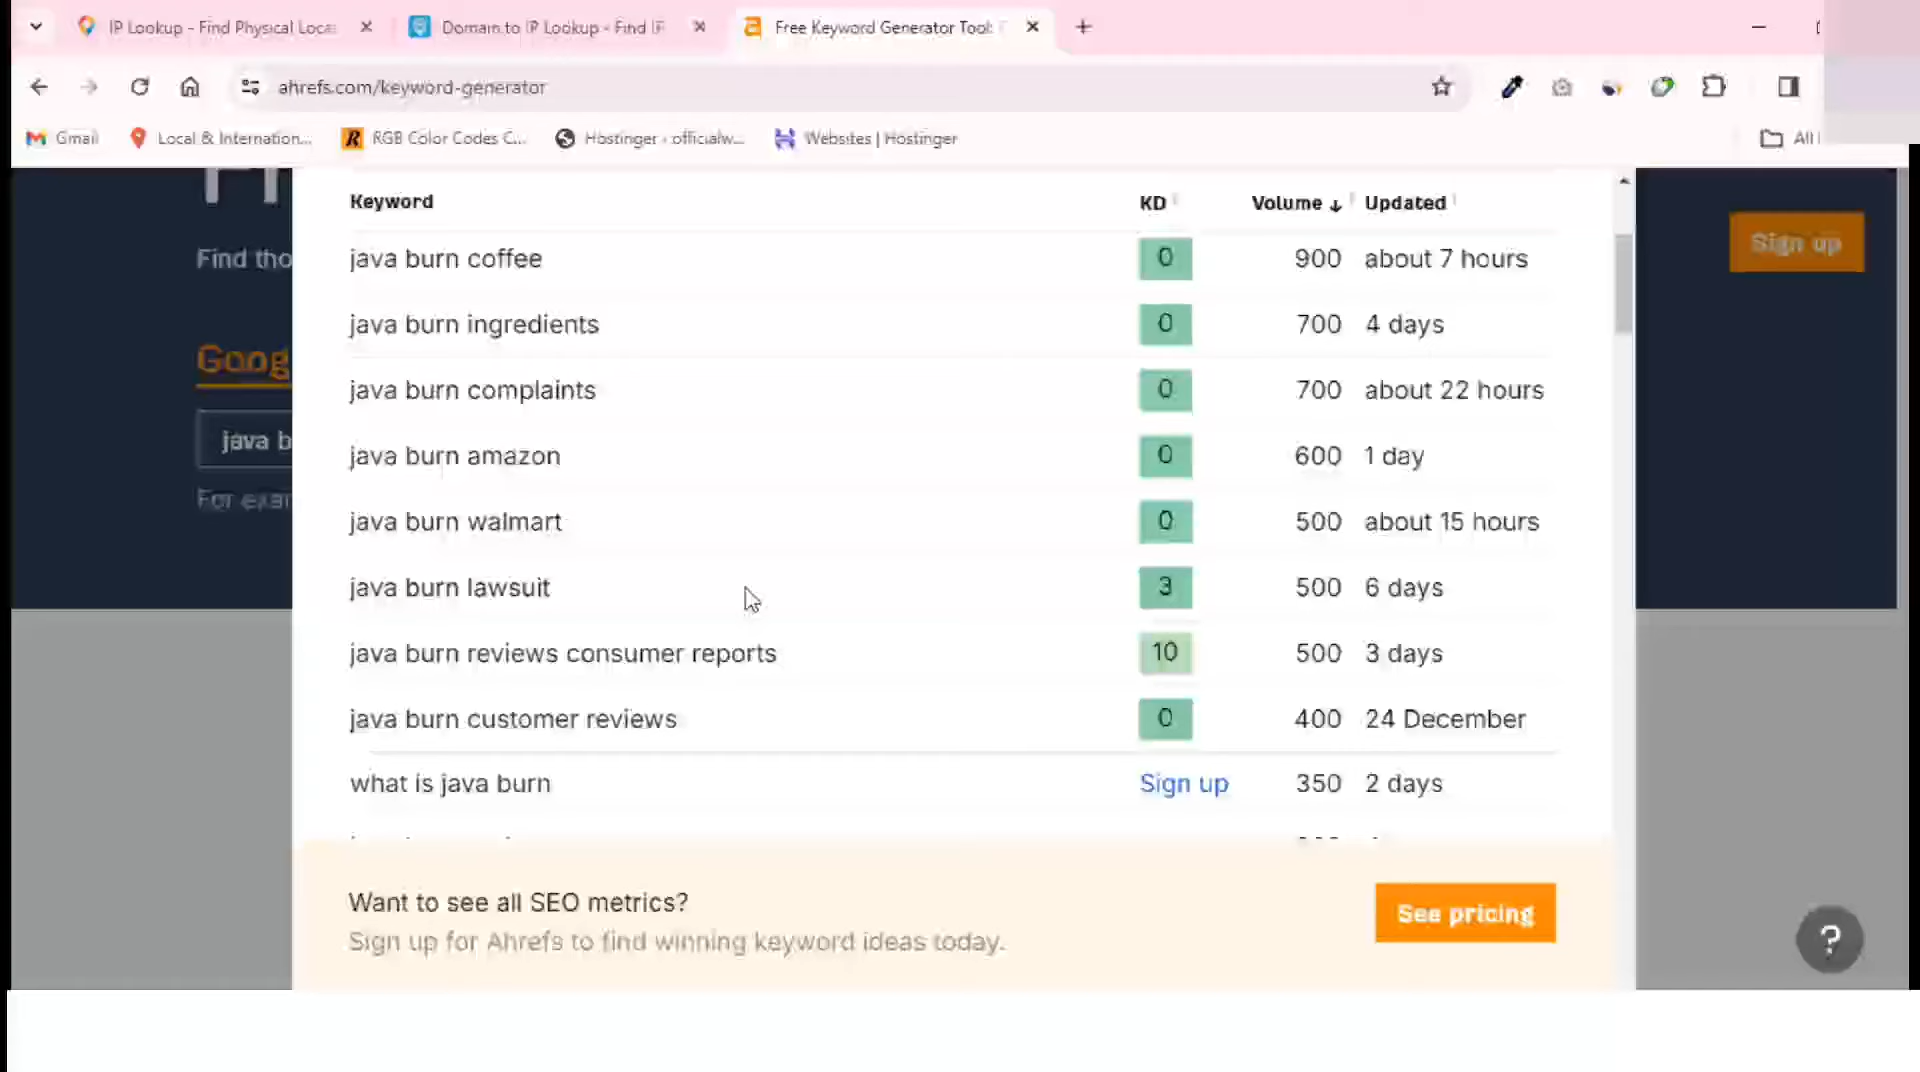 IP Lookup - Find Physical Loca
Domain to IP Lookup - Find IP
Free Keyword Generator Tool:
ahrefs.com/keyword-generator
Gmail
Local & Internation...
RGB Color Codes C...
Hostinger - officialw...
Websites | Hostinger
All
Keyword KD Volume ↓ Updated
java burn coffee 0 900 about 7 hours
Find tho
Sign up
java burn ingredients 0 700 4 days
Goog
java burn complaints 0 700 about 22 hours
java b
java burn amazon 0 600 1 day
For exam
java burn walmart 0 500 about 15 hours
java burn lawsuit 3 500 6 days
java burn reviews consumer reports 10 500 3 days
java burn customer reviews 0 400 24 December
what is java burn Sign up 350 2 days
Want to see all SEO metrics?
Sign up for Ahrefs to find winning keyword ideas today.
See pricing
?